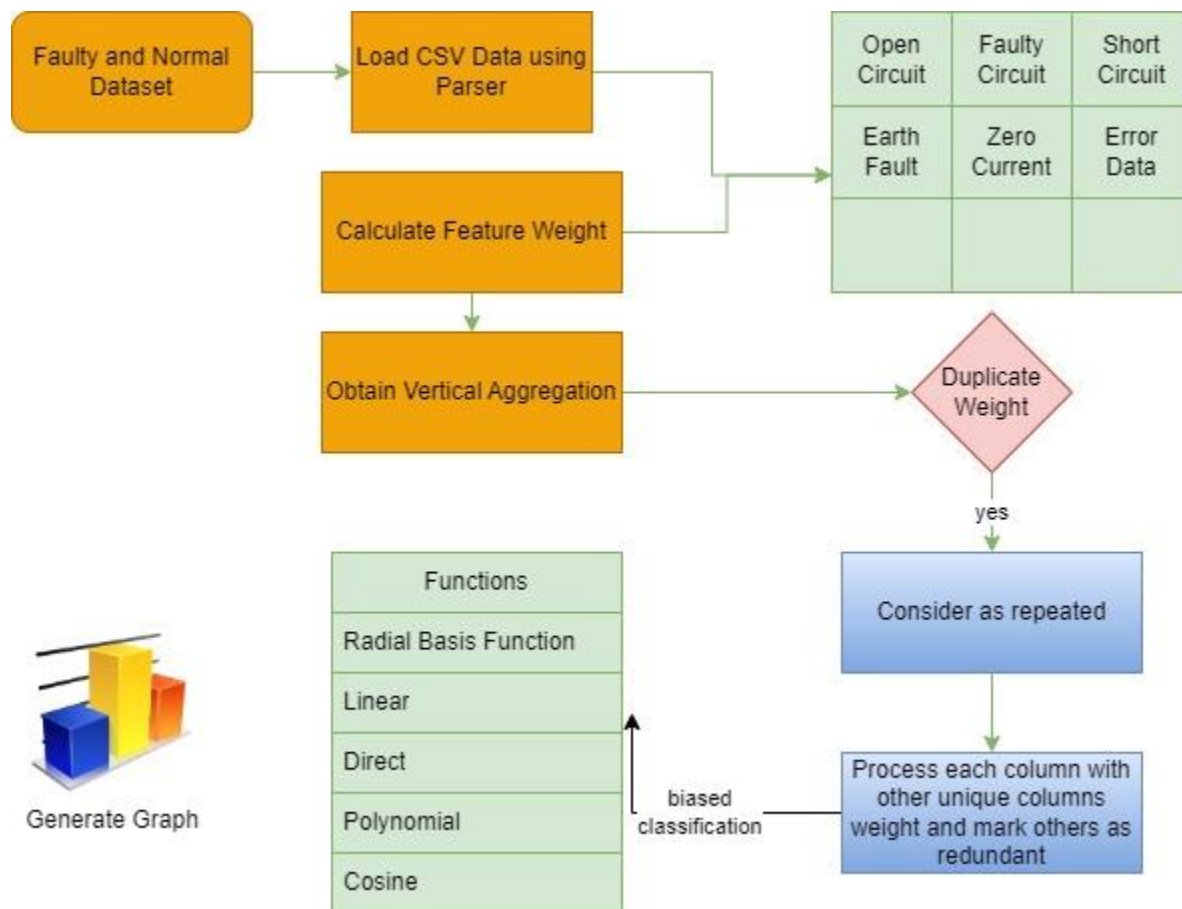 Faulty and Normal
Dataset
Load CSV Data using
Parser
Open
Circuit
Faulty
Circuit
Short
Circuit
Earth
Fault
Zero
Current
Error
Data
Calculate Feature Weight
Obtain Vertical Aggregation
Duplicate
Weight
yes
Consider as repeated
Functions
Radial Basis Function
Linear
Direct
Polynomial
Cosine
biased
classification
Process each column with
other unique columns
weight and mark others as
redundant
Generate Graph